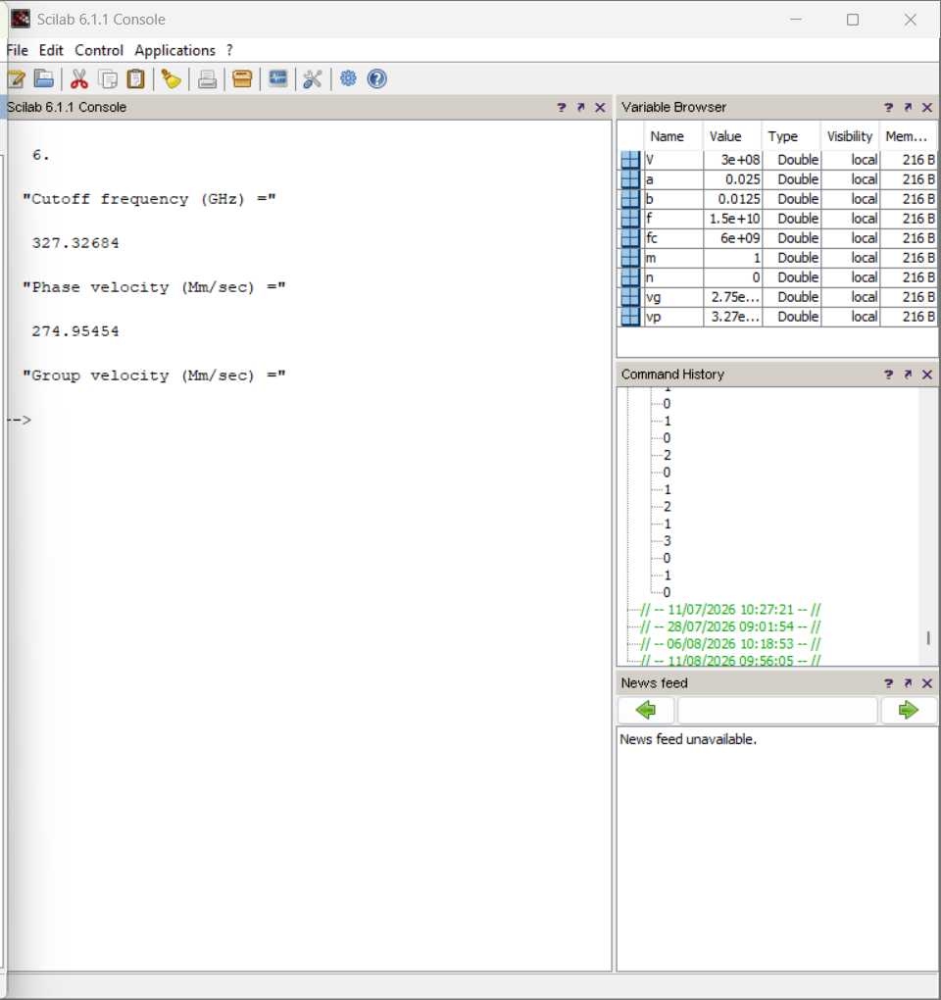 Scilab 6.1.1 Console
File Edit Control Applications ?
Scilab 6.1.1 Console ? 
6.
"Cutoff frequency (GHz) ="
327.32684
"Phase velocity (Mm/sec) ="
274.95454
"Group velocity (Mm/sec) ="
-->
Variable Browser ?
Name Value Type Visibility Mem...
V 3e+08 Double local 216 B
a 0.025 Double local 216 B
b 0.0125 Double local 216 B
f 1.5e+10 Double local 216 B
fc 6e+09 Double local 216 B
m 1 Double local 216 B
n 0 Double local 216 B
vg 2.75e... Double local 216 B
vp 3.27e... Double local 216 B
Command History ?
1
0
1
0
2
0
1
2
1
3
0
1
0
// -- 11/07/2026 10:27:21 -- //
// -- 28/07/2026 09:01:54 -- //
// -- 06/08/2026 10:18:53 -- //
// -- 11/08/2026 09:56:05 -- //
News feed ?
News feed unavailable.